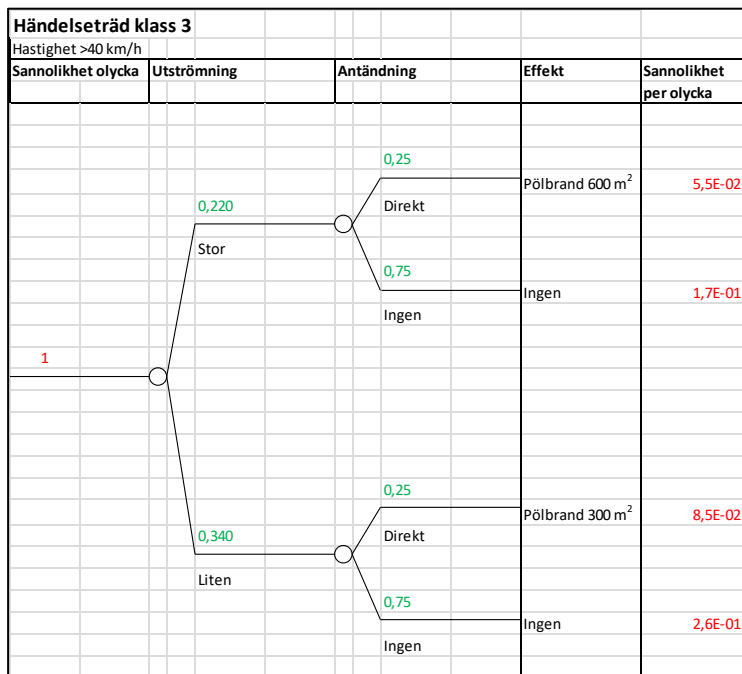 Händelseträd klass 3
Hastighet >40 km/h
Sannolikhet olycka Utströmning Antändning Effekt Sannolikhet
per olycka
0,25
Pölbrand 600 m² 5,5E-02
0,220 Direkt
Stor
0,75
Ingen 1,7E-01
Ingen
1
0,25
Pölbrand 300 m² 8,5E-02
0,340 Direkt
Liten
0,75
Ingen 2,6E-01
Ingen